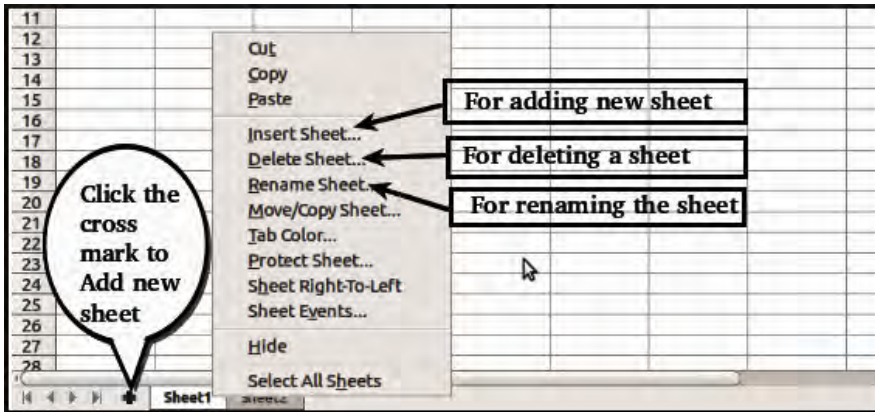 11
12
13
14
15
16
17
18
19
20
21
22
23
24
25
26
27
28
Cut
Copy
Paste
Insert Sheet...
Delete Sheet...
Rename Sheet...
Move/Copy Sheet...
Tab Color...
Protect Sheet...
Sheet Right-To-Left
Sheet Events...
Hide
Select All Sheets
For adding new sheet
For deleting a sheet
For renaming the sheet
Click the
cross
mark to
Add new
sheet
Sheet1
Sheet2